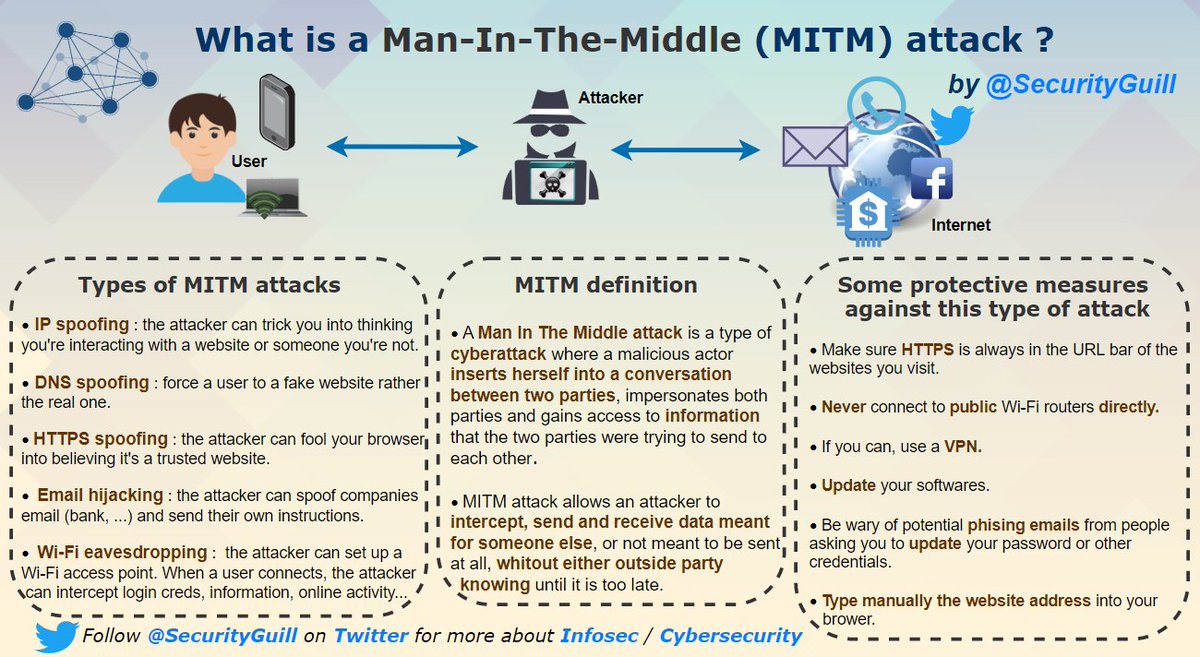 What is a Man-In-The-Middle (MITM) attack ?
by @SecurityGuill
User
Attacker
Internet
Types of MITM attacks
• IP spoofing : the attacker can trick you into thinking
you're interacting with a website or someone you're not.
• DNS spoofing : force a user to a fake website rather
the real one.
• HTTPS spoofing : the attacker can fool your browser
into believing it's a trusted website.
• Email hijacking : the attacker can spoof companies
email (bank, ...) and send their own instructions.
• Wi-Fi eavesdropping : the attacker can set up a
Wi-Fi access point. When a user connects, the attacker
can intercept login creds, information, online activity...
MITM definition
• A Man In The Middle attack is a type of
cyberattack where a malicious actor
inserts herself into a conversation
between two parties, impersonates both
parties and gains access to information
that the two parties were trying to send to
each other.
• MITM attack allows an attacker to
intercept, send and receive data meant
for someone else, or not meant to be sent
at all, whitout either outside party
knowing until it is too late.
Some protective measures
against this type of attack
• Make sure HTTPS is always in the URL bar of the
websites you visit.
• Never connect to public Wi-Fi routers directly.
• If you can, use a VPN.
• Update your softwares.
• Be wary of potential phising emails from people
asking you to update your password or other
credentials.
• Type manually the website address into your
brower.
Follow @SecurityGuill on Twitter for more about Infosec / Cybersecurity